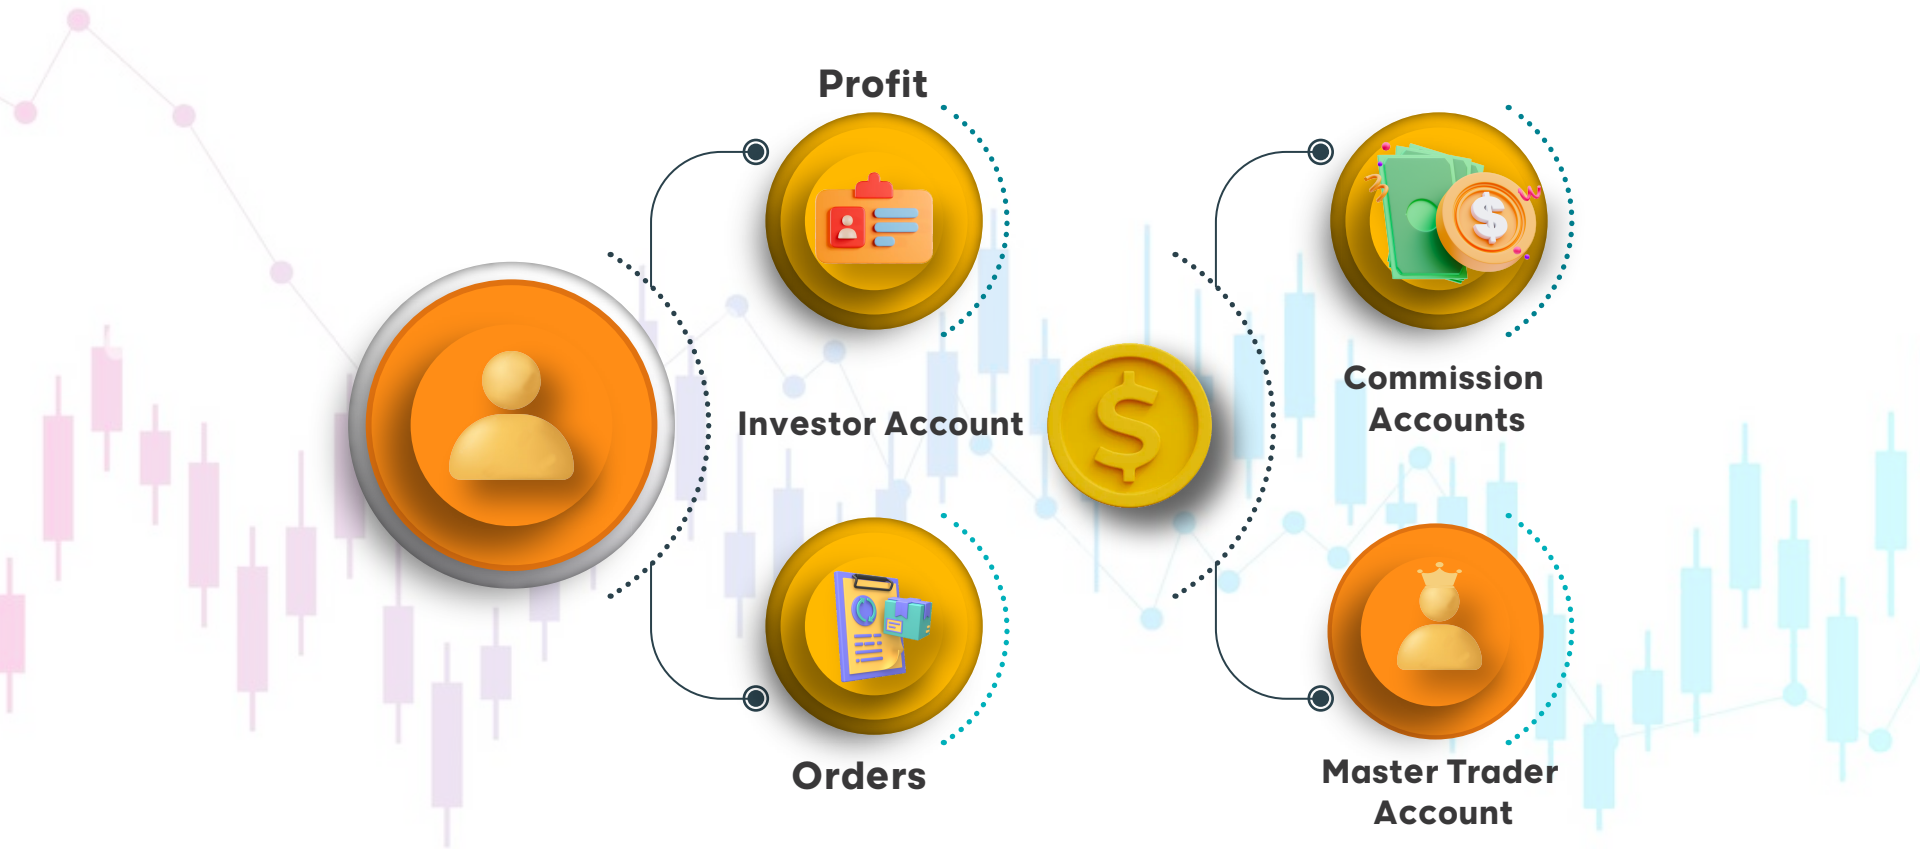 Profit
Investor Account
Orders
Commission
Accounts
Master Trader
Account